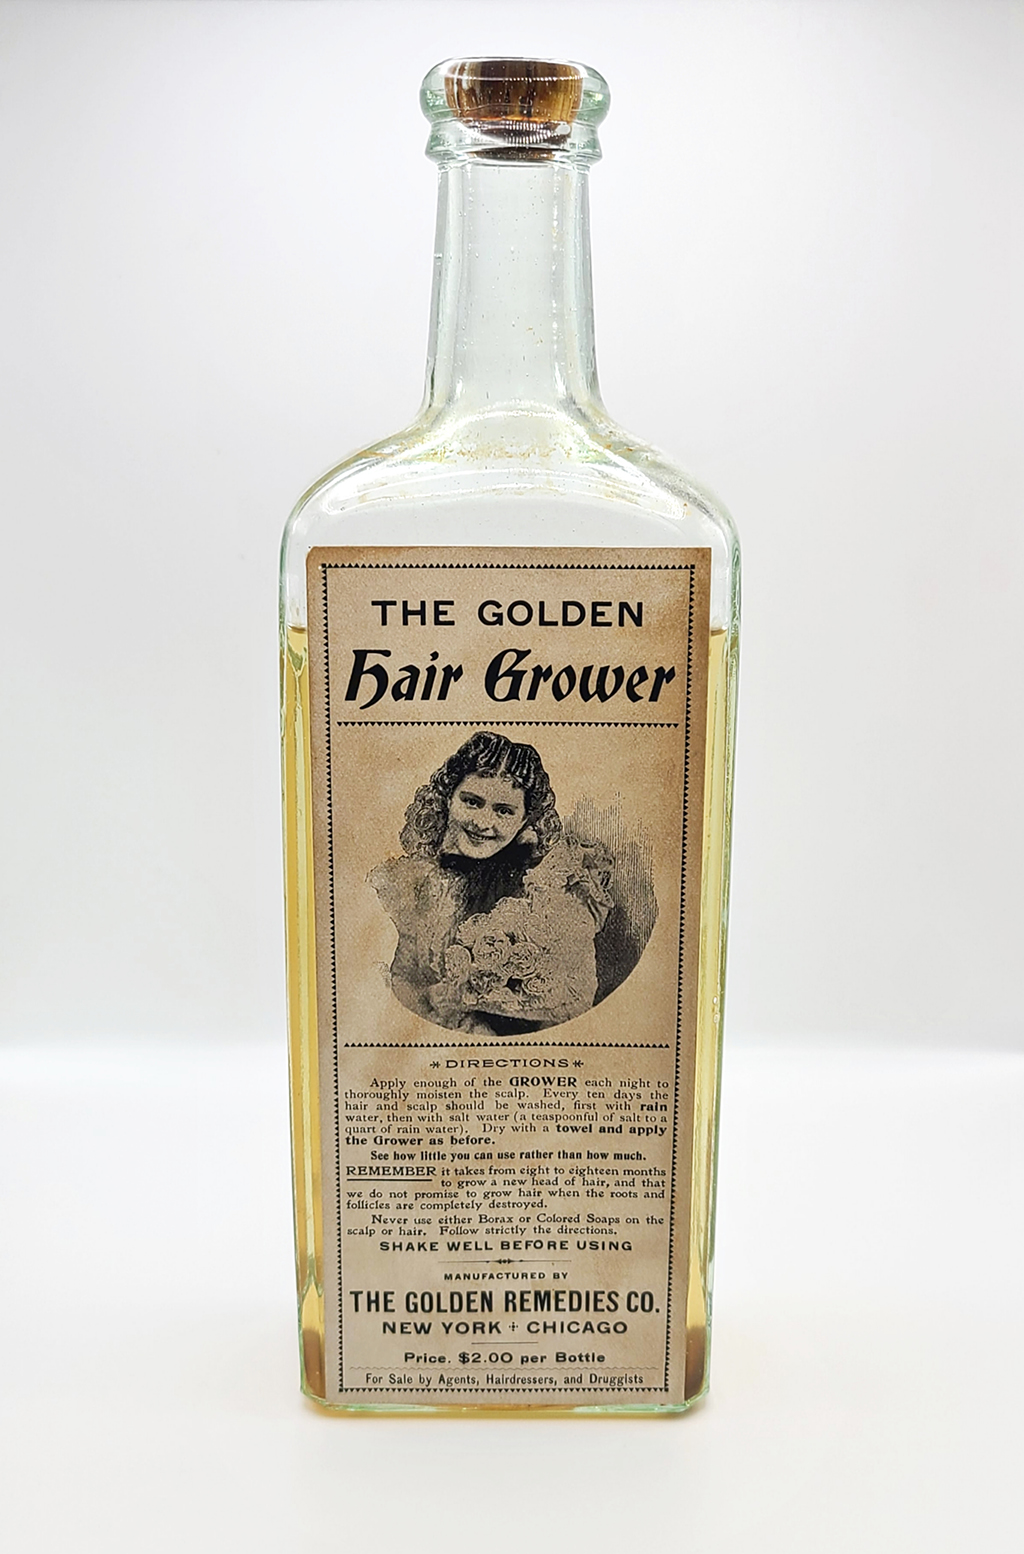 THE GOLDEN
Hair Grower
DIRECTIONS
Apply enough of the GROWER each night to
thoroughly moisten the scalp. Every ten days the
hair and scalp should be washed, first with rain
water, then with salt water (a teaspoonful of salt to a
quart of rain water). Dry with a towel and apply
the Grower as before.
See how little you can use rather than how much.
REMEMBER it takes from eight to eighteen months
to grow a new head of hair, and that
we do not promise to grow hair when the roots and
follicles are completely destroyed.
Never use either Borax or Colored Soaps on the
scalp or hair. Follow strictly the directions.
SHAKE WELL BEFORE USING
MANUFACTURED BY
THE GOLDEN REMEDIES CO.
NEW YORK + CHICAGO
Price. $2.00 per Bottle
For Sale by Agents, Hairdressers, and Druggists